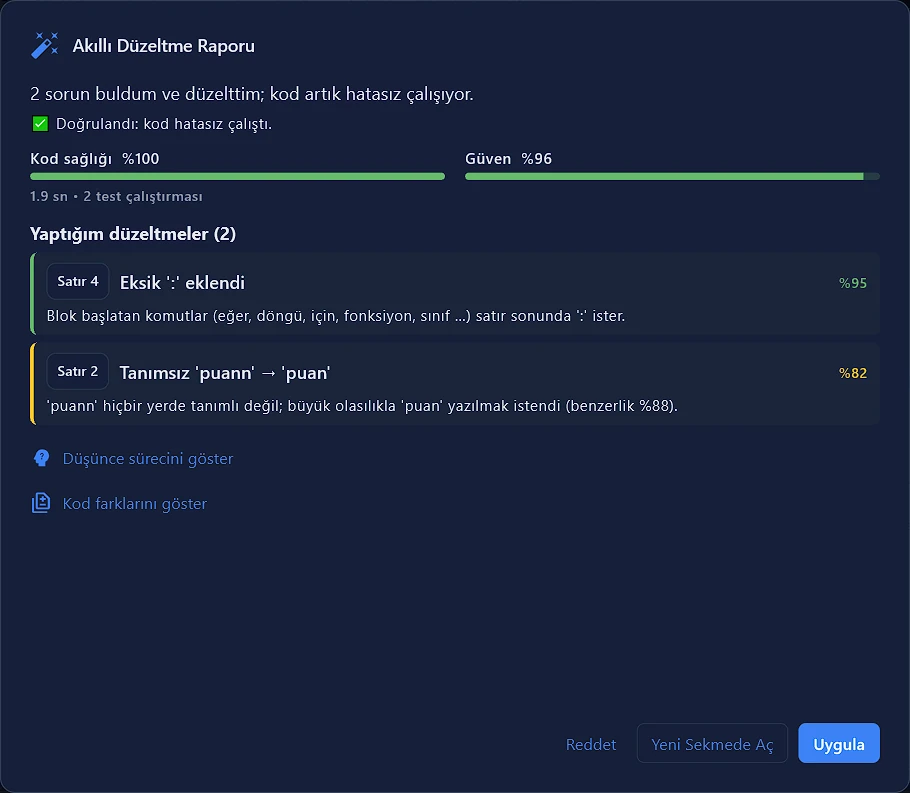 Akıllı Düzeltme Raporu
2 sorun buldum ve düzelttim; kod artık hatasız çalışıyor.
Doğrulandı: kod hatasız çalıştı.
Kod sağlığı %100
Güven %96
1.9 sn • 2 test çalıştırması
Yaptığım düzeltmeler (2)
Satır 4 Eksik ':' eklendi %95
Blok başlatan komutlar (eğer, döngü, için, fonksiyon, sınıf ...) satır sonunda ':' ister.
Satır 2 Tanımsız 'puann' → 'puan' %82
'puann' hiçbir yerde tanımlı değil; büyük olasılıkla 'puan' yazılmak istendi (benzerlik %88).
Düşünce sürecini göster
Kod farklarını göster
Reddet Yeni Sekmede Aç Uygula